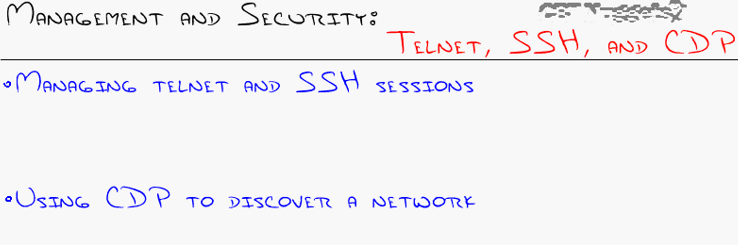 Management and Security:
Telnet, SSH, and CDP
•Managing telnet and SSH sessions
•Using CDP to discover a network